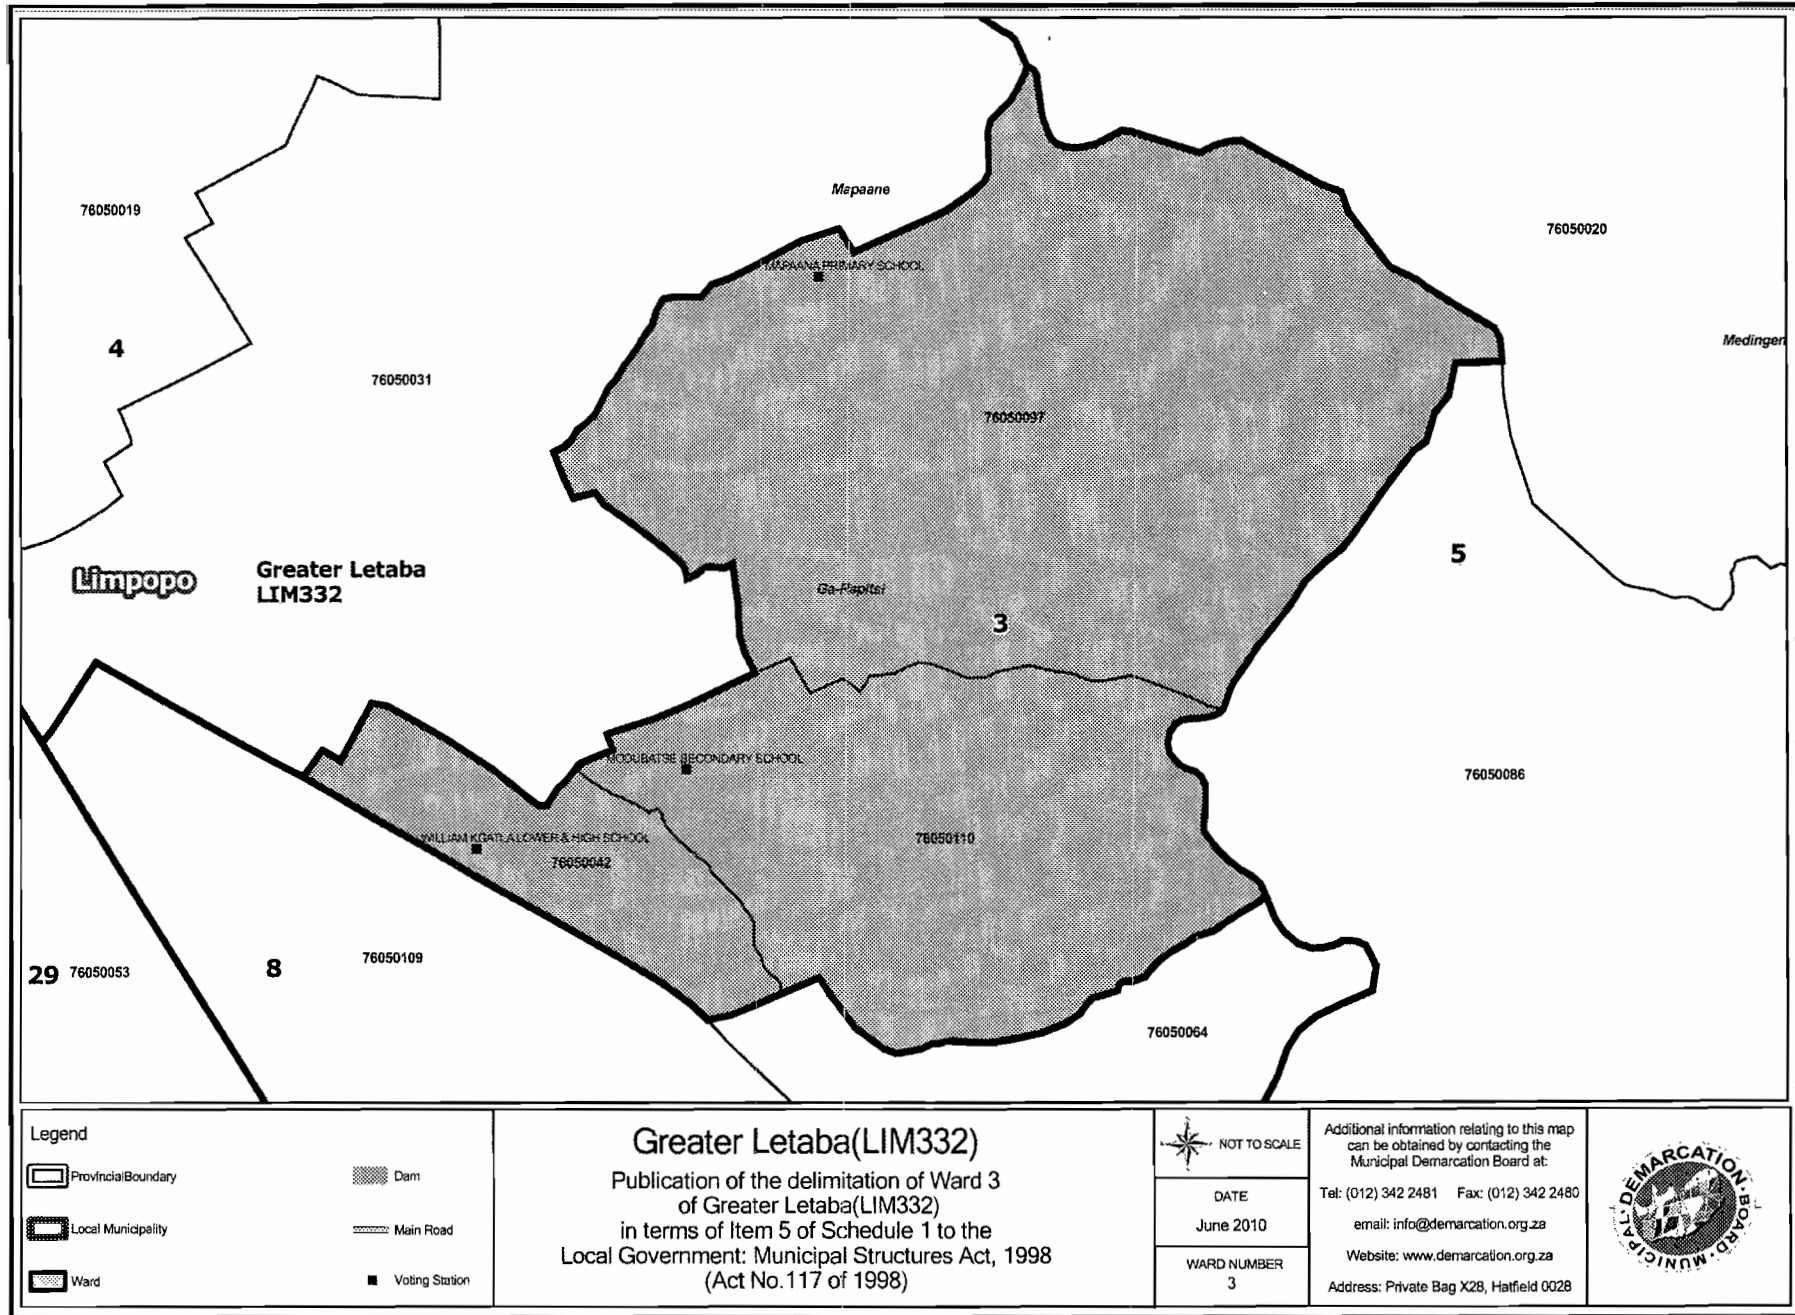 Mapaane
76050019
76050020
MAPAANA PRIMARY SCHOOL
4
Medingen
76050031
76050097
5
Limpopo
Greater Letaba
LIM332
Ga-Rapitsi
3
MODUBATSE SECONDARY SCHOOL
76050086
WILLIAM KGATLA LOWER & HIGH SCHOOL
76050042
76050110
29 76050053
8
76050109
76050064
Legend
Provincial Boundary
Dam
Local Municipality
Main Road
Ward
Voting Station
Greater Letaba(LIM332)
Publication of the delimitation of Ward 3
of Greater Letaba(LIM332)
in terms of Item 5 of Schedule 1 to the
Local Government: Municipal Structures Act, 1998
(Act No.117 of 1998)
NOT TO SCALE
DATE
June 2010
WARD NUMBER
3
Additional information relating to this map
can be obtained by contacting the
Municipal Demarcation Board at:
Tel: (012) 342 2481 Fax: (012) 342 2480
email: info@demarcation.org.za
Website: www.demarcation.org.za
Address: Private Bag X28, Hatfield 0028
MUNICIPAL DEMARCATION BOARD